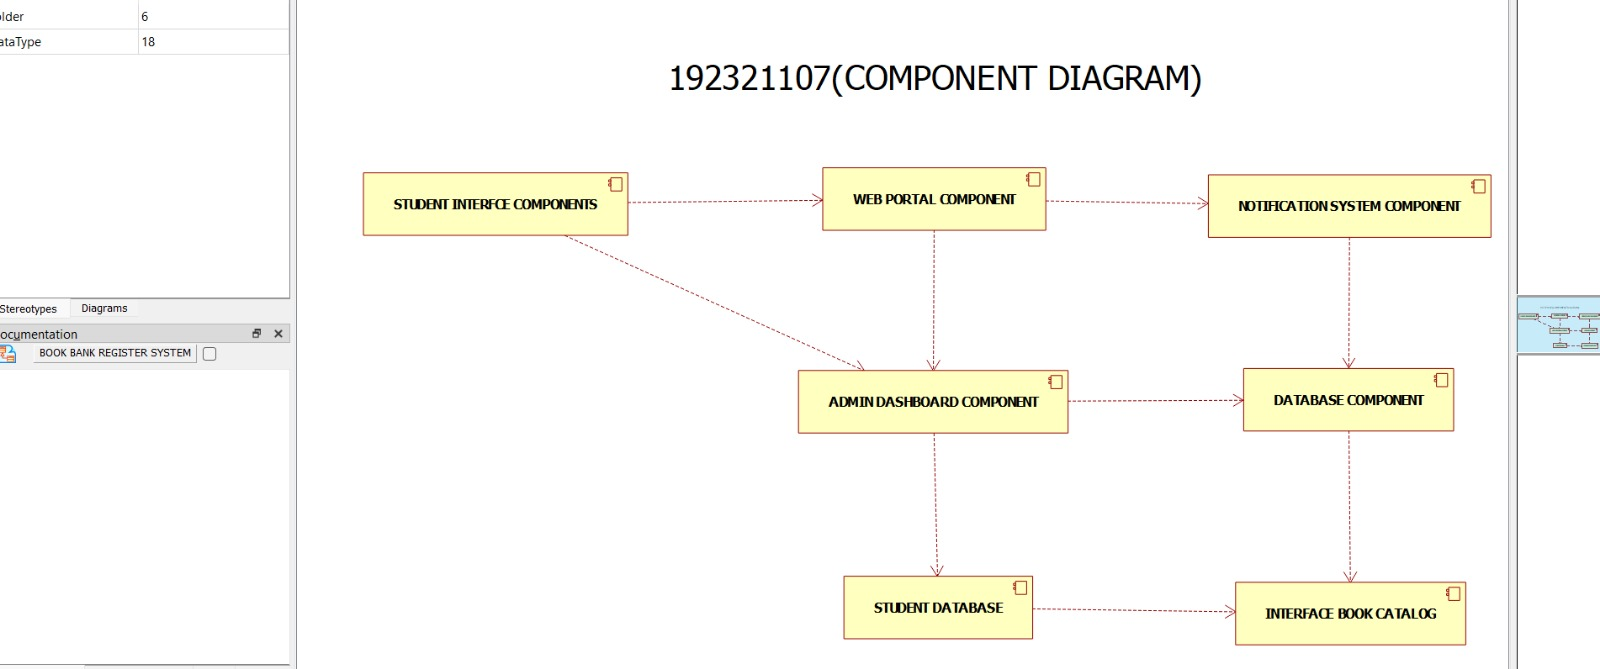 older 6
ataType 18
192321107(COMPONENT DIAGRAM)
STUDENT INTERFCE COMPONENTS
WEB PORTAL COMPONENT
NOTIFICATION SYSTEM COMPONENT
Stereotypes Diagrams
ocumentation
BOOK BANK REGISTER SYSTEM
ADMIN DASHBOARD COMPONENT
DATABASE COMPONENT
STUDENT DATABASE
INTERFACE BOOK CATALOG